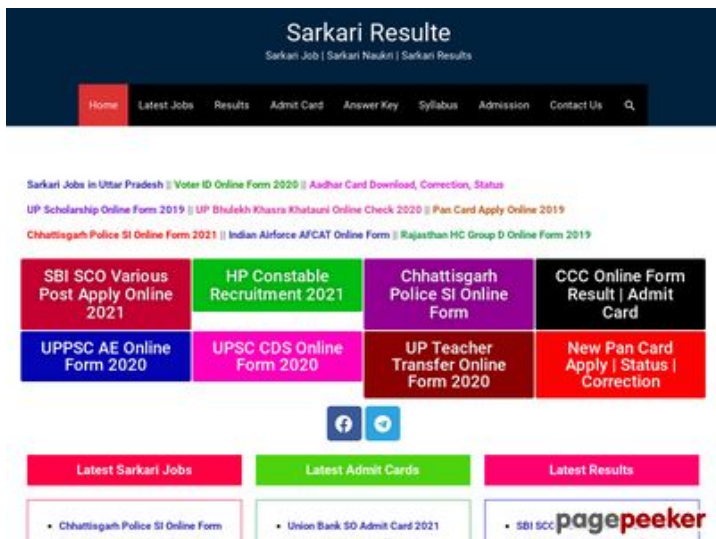 Sarkari Resulte
Sarkari Job | Sarkari Naukri | Sarkari Results
Home Latest Jobs Results Admit Card Answer Key Syllabus Admission Contact Us
Sarkari Jobs in Uttar Pradesh || Voter ID Online Form 2020 || Aadhar Card Download, Correction, Status
UP Scholarship Online Form 2019 || UP Bhulekh Khasra Khatauni Online Check 2020 || Pan Card Apply Online 2019
Chhattisgarh Police SI Online Form 2021 || Indian Airforce AFCAT Online Form || Rajasthan HC Group D Online Form 2019
SBI SCO Various Post Apply Online 2021
HP Constable Recruitment 2021
Chhattisgarh Police SI Online Form
CCC Online Form Result | Admit Card
UPPSC AE Online Form 2020
UPSC CDS Online Form 2020
UP Teacher Transfer Online Form 2020
New Pan Card Apply | Status | Correction
Latest Sarkari Jobs Latest Admit Cards Latest Results
• Chhattisgarh Police SI Online Form
• Union Bank SO Admit Card 2021
• SBI SCO
pagepeeker